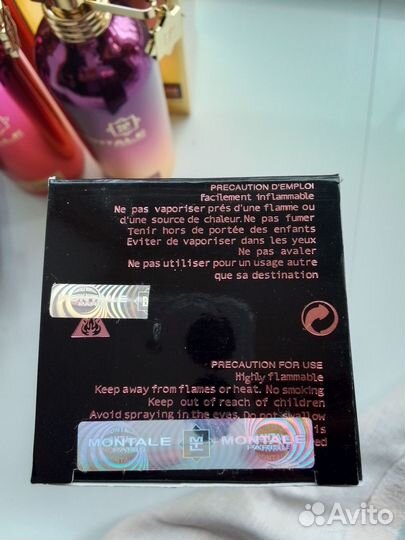 MONTALE
PRECAUTION D'EMPLOI
facilement inflammable
Ne pas vaporiser près d'une flamme ou
d'une source de chaleur. Ne pas fumer
Tenir hors de portée des enfants
Eviter de vaporiser dans les yeux
Ne pas avaler
Ne pas utiliser pour un usage autre
que sa destination
PRECAUTION FOR USE
Highly flammable
Keep away from flames or heat. No smoking
Keep out of reach of children
Avoid spraying in the eyes. Do not swallow
MONTALE MONTALE
PARIS PARIS
Avito